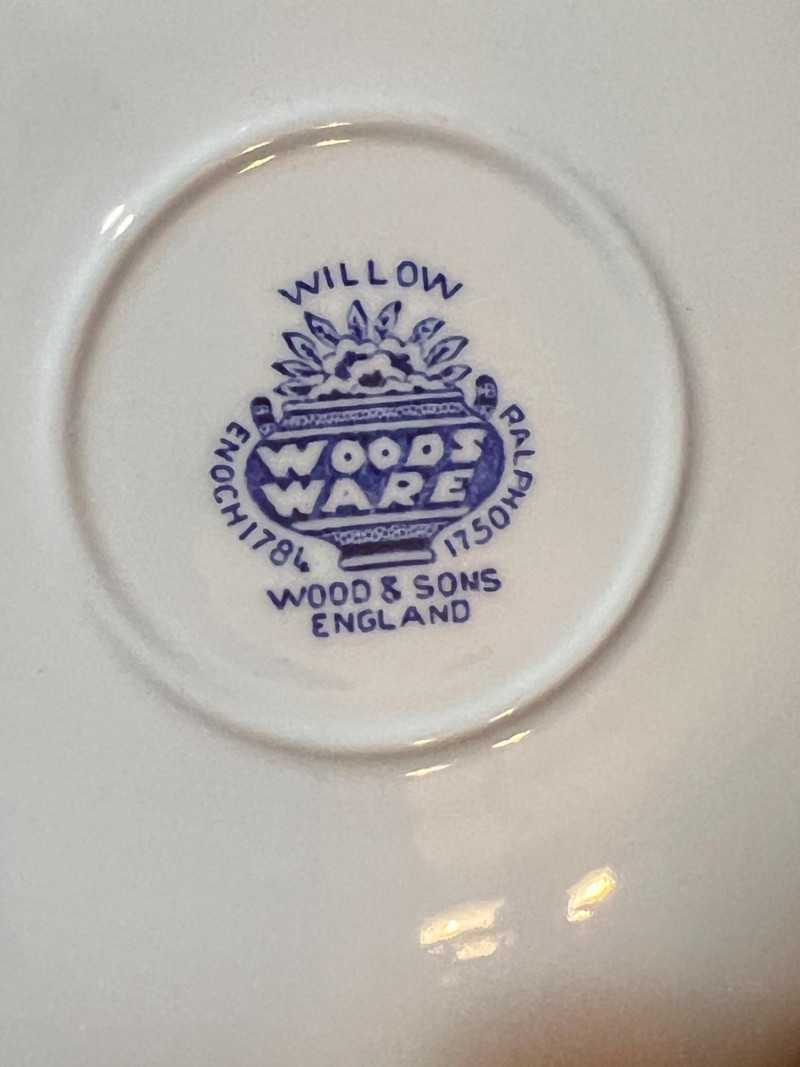 WILLOW
ENOCH 1784
RALPH 1750
WOODS
WARE
WOOD & SONS
ENGLAND